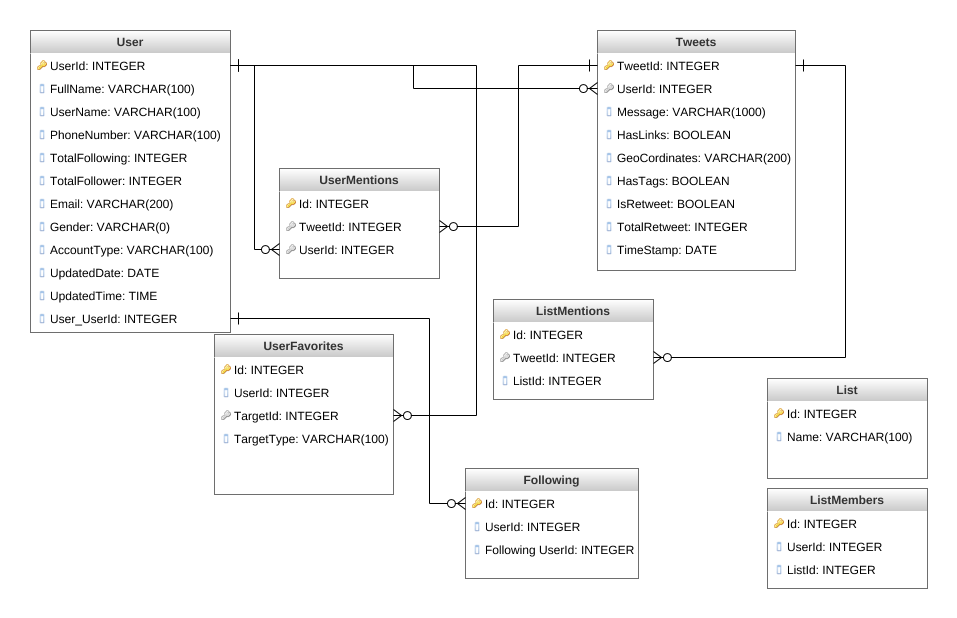 User
UserId: INTEGER
FullName: VARCHAR(100)
UserName: VARCHAR(100)
PhoneNumber: VARCHAR(100)
TotalFollowing: INTEGER
TotalFollower: INTEGER
Email: VARCHAR(200)
Gender: VARCHAR(0)
AccountType: VARCHAR(100)
UpdatedDate: DATE
UpdatedTime: TIME
User_UserId: INTEGER
Tweets
TweetId: INTEGER
UserId: INTEGER
Message: VARCHAR(1000)
HasLinks: BOOLEAN
GeoCordinates: VARCHAR(200)
HasTags: BOOLEAN
IsRetweet: BOOLEAN
TotalRetweet: INTEGER
TimeStamp: DATE
UserMentions
Id: INTEGER
TweetId: INTEGER
UserId: INTEGER
ListMentions
Id: INTEGER
TweetId: INTEGER
ListId: INTEGER
UserFavorites
Id: INTEGER
UserId: INTEGER
TargetId: INTEGER
TargetType: VARCHAR(100)
List
Id: INTEGER
Name: VARCHAR(100)
Following
Id: INTEGER
UserId: INTEGER
Following UserId: INTEGER
ListMembers
Id: INTEGER
UserId: INTEGER
ListId: INTEGER